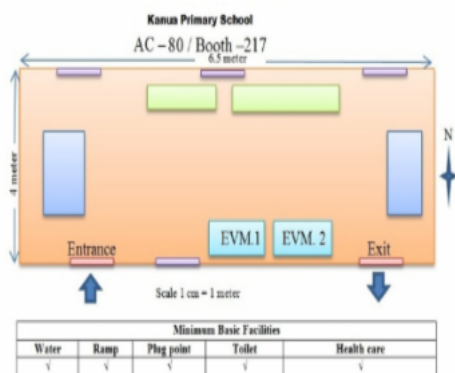 Kanua Primary School
AC – 80 / Booth –217
6.5 meter
4 meter
N
EVM.1
EVM. 2
Entrance
Exit
Scale 1 cm = 1 meter
Minimum Basic Facilities
Water Ramp Plug point Toilet Health care
√ √ √ √ √